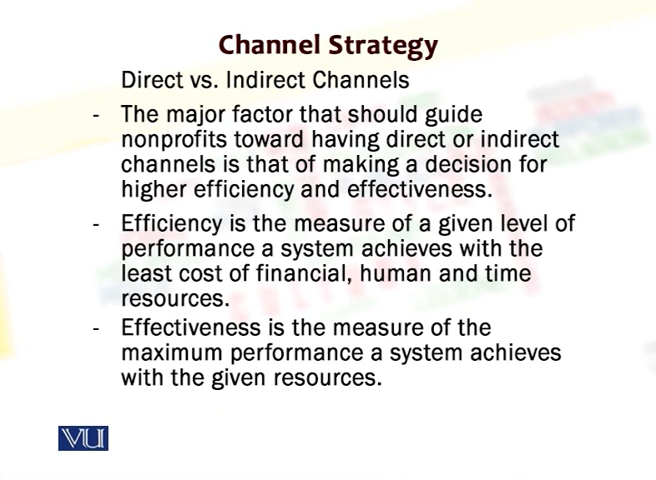 Channel Strategy
Direct vs. Indirect Channels
- The major factor that should guide
nonprofits toward having direct or indirect
channels is that of making a decision for
higher efficiency and effectiveness.
- Efficiency is the measure of a given level of
performance a system achieves with the
least cost of financial, human and time
resources.
- Effectiveness is the measure of the
maximum performance a system achieves
with the given resources.
VU